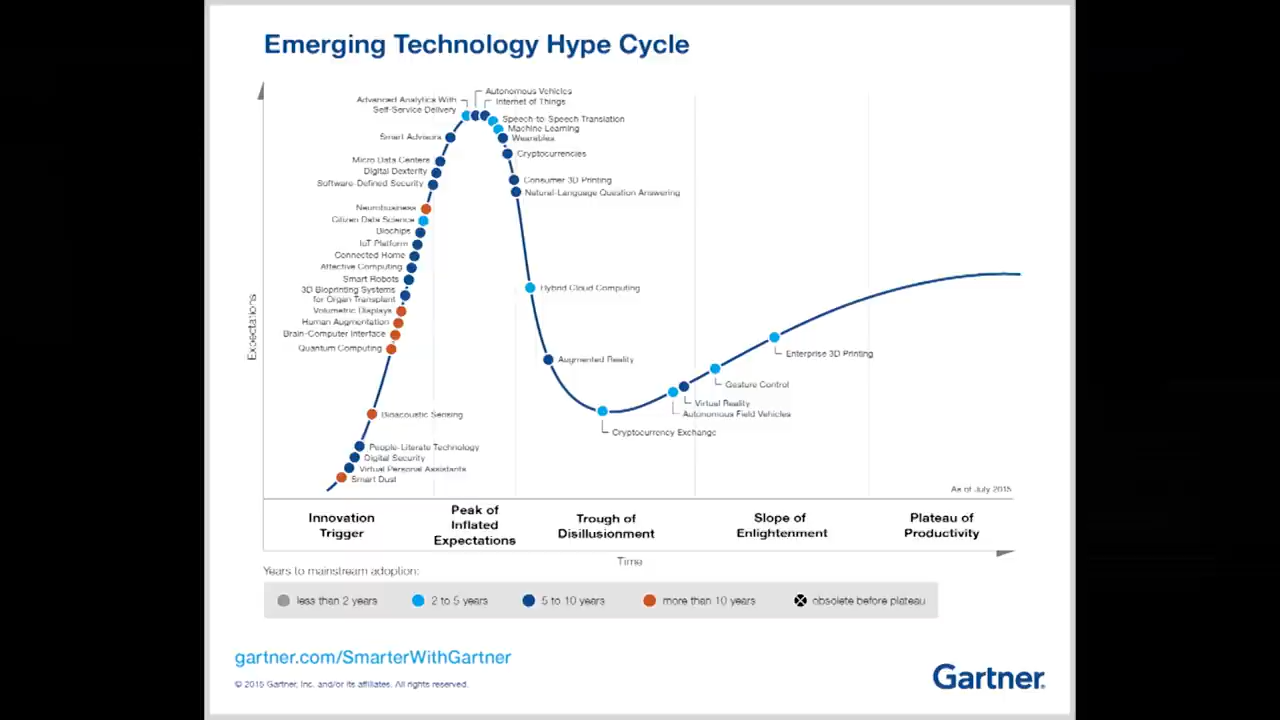 Emerging Technology Hype Cycle
Expectations
Autonomous Vehicles
Advanced Analytics With
Self-Service Delivery
Internet of Things
Speech-to-Speech Translation
Machine Learning
Smart Advisors
Wearables
Cryptocurrencies
Micro Data Centers
Digital Dexterity
Software-Defined Security
Consumer 3D Printing
Natural-Language Question Answering
Neurobusiness
Citizen Data Science
Biochips
IoT Platform
Connected Home
Affective Computing
Smart Robots
3D Bioprinting Systems
for Organ Transplant
Hybrid Cloud Computing
Volumetric Displays
Human Augmentation
Brain-Computer Interface
Quantum Computing
Augmented Reality
Enterprise 3D Printing
Gesture Control
Virtual Reality
Autonomous Field Vehicles
Bioacoustic Sensing
Cryptocurrency Exchange
People-Literate Technology
Digital Security
Virtual Personal Assistants
Smart Dust
As of July 2015
Innovation
Trigger
Peak of
Inflated
Expectations
Trough of
Disillusionment
Slope of
Enlightenment
Plateau of
Productivity
Time
Years to mainstream adoption:
less than 2 years
2 to 5 years
5 to 10 years
more than 10 years
obsolete before plateau
gartner.com/SmarterWithGartner
© 2015 Gartner, Inc. and/or its affiliates. All rights reserved.
Gartner.